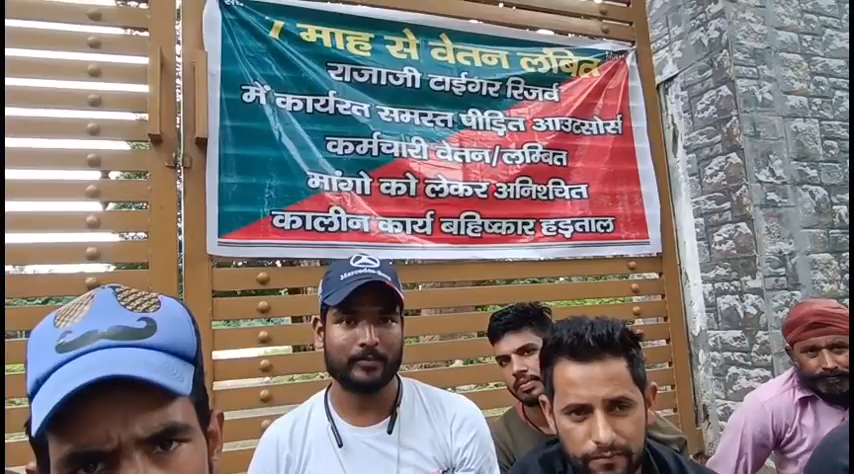 7 माह से वेतन लंबित
राजाजी टाईगर रिजर्व
में कार्यरत समस्त पीड़ित आउटसोर्स
कर्मचारी वेतन/लम्बित
मांगो को लेकर अनिश्चित
कालीन कार्य बहिष्कार हड़ताल